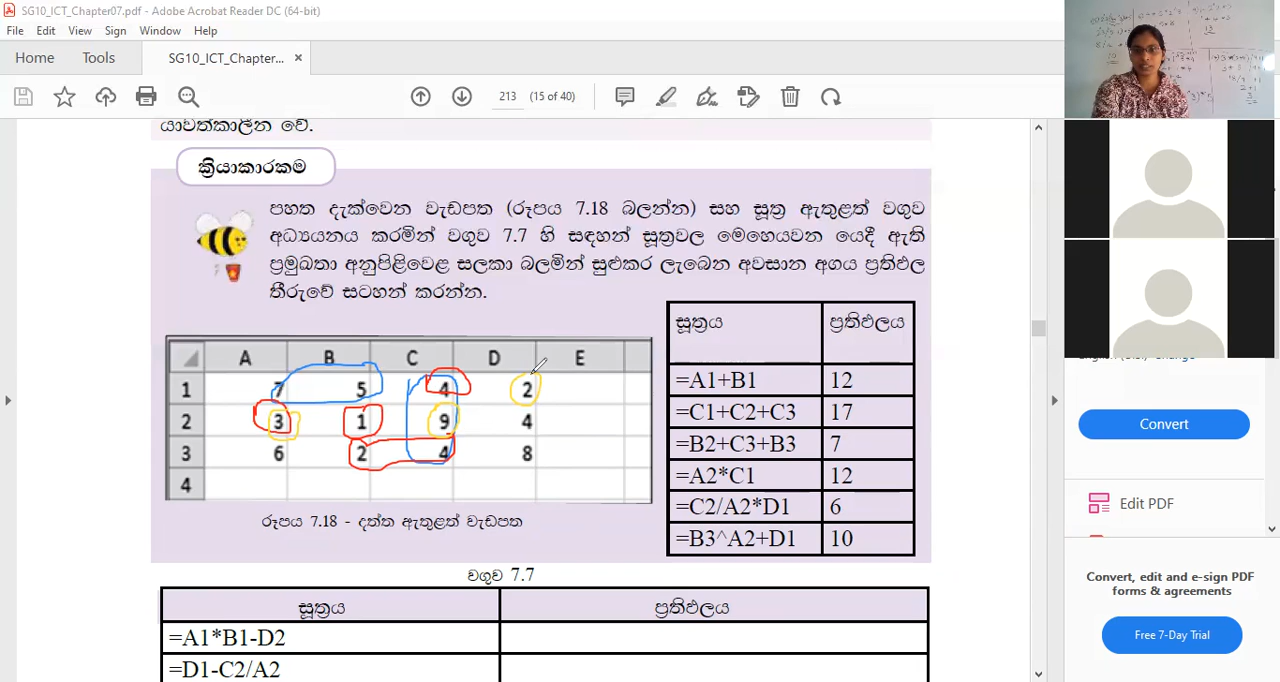 SG10_ICT_Chapter07.pdf - Adobe Acrobat Reader DC (64-bit)
File Edit View Sign Window Help
Home Tools SG10_ICT_Chapter... ×
213 (15 of 40)
යාවත්කාලීන වේ.
ක්‍රියාකාරකම
පහත දැක්වෙන වැඩපත (රූපය 7.18 බලන්න) සහ සූත්‍ර ඇතුළත් වගුව
අධ්‍යයනය කරමින් වගුව 7.7 හි සඳහන් සූත්‍රවල මෙහෙයවන යෙදී ඇති
ප්‍රමුඛතා අනුපිළිවෙළ සලකා බලමින් සුළුකර ලැබෙන අවසාන අගය ප්‍රතිඵල
තීරුවේ සටහන් කරන්න.
A B C D E
1 7 5 4 2
2 3 1 9 4
3 6 2 4 8
4
රූපය 7.18 - දත්ත ඇතුළත් වැඩපත
සූත්‍රය ප්‍රතිඵලය
=A1+B1 12
=C1+C2+C3 17
=B2+C3+B3 7
=A2*C1 12
=C2/A2*D1 6
=B3^A2+D1 10
වගුව 7.7
සූත්‍රය ප්‍රතිඵලය
=A1*B1-D2
=D1-C2/A2
Convert
Edit PDF
Convert, edit and e-sign PDF
forms & agreements
Free 7-Day Trial